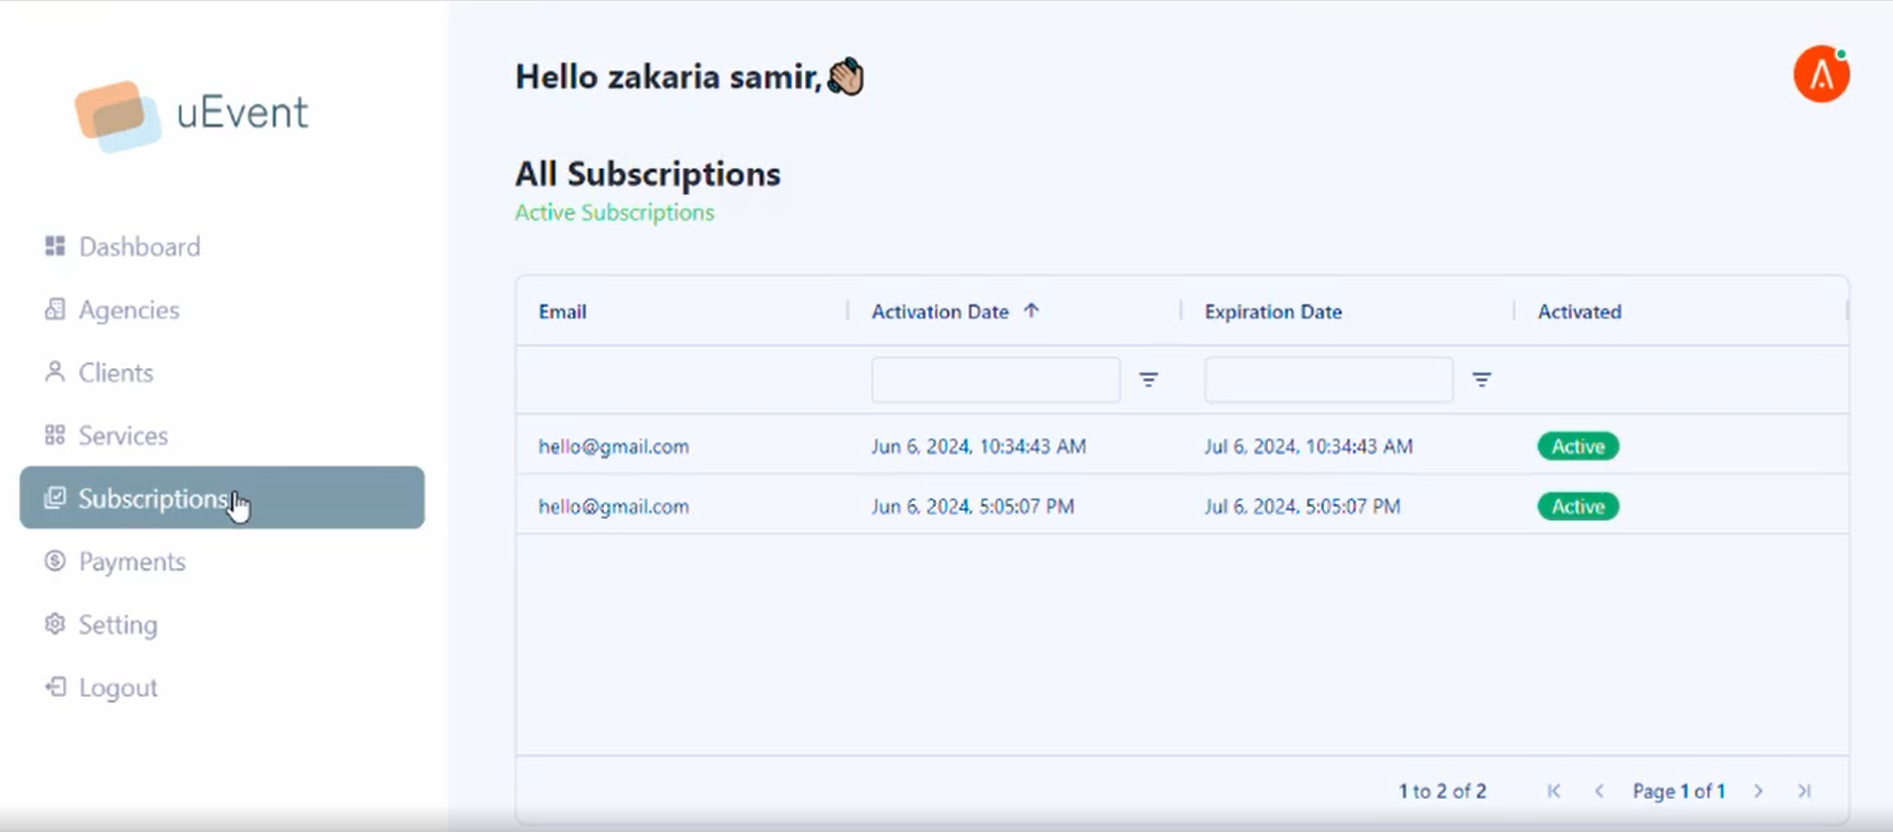 uEvent
Dashboard
Agencies
Clients
Services
Subscriptions
Payments
Setting
Logout
Hello zakaria samir,👋🏽
All Subscriptions
Active Subscriptions
Email Activation Date ↑ Expiration Date Activated
hello@gmail.com Jun 6, 2024, 10:34:43 AM Jul 6, 2024, 10:34:43 AM Active
hello@gmail.com Jun 6, 2024, 5:05:07 PM Jul 6, 2024, 5:05:07 PM Active
1 to 2 of 2 Page 1 of 1